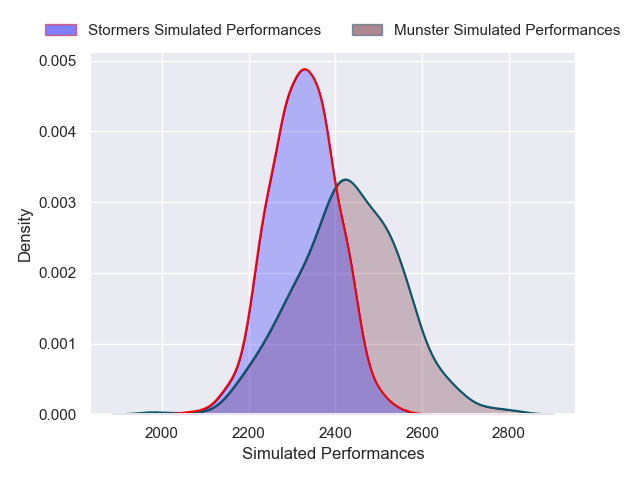 Stormers Simulated Performances Munster Simulated Performances
0.005
0.004
0.003
0.002
0.001
0.000
Density
2000 2200 2400 2600 2800
Simulated Performances